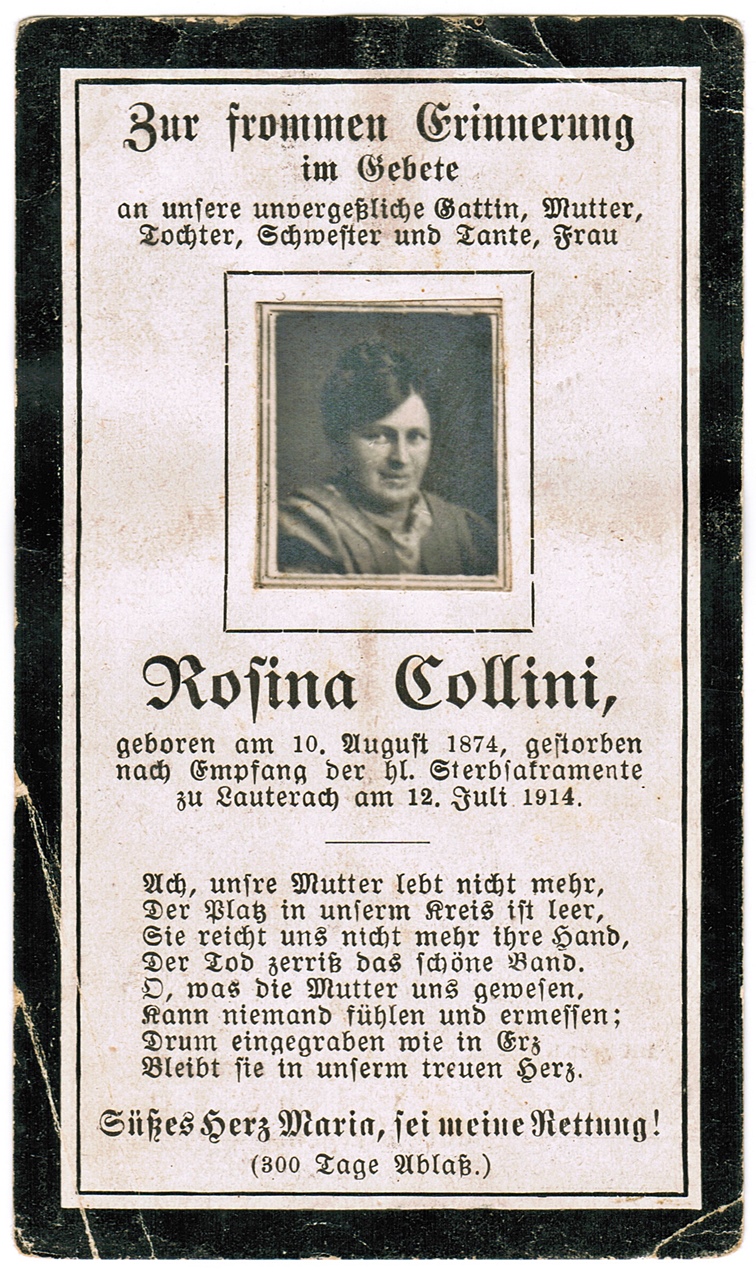 Zur frommen Erinnerung
im Gebete
an unsere unvergeßliche Gattin, Mutter,
Tochter, Schwester und Tante, Frau
Rosina Collini,
geboren am 10. August 1874, gestorben
nach Empfang der hl. Sterbsakramente
zu Lauterach am 12. Juli 1914.
Ach, unsre Mutter lebt nicht mehr,
Der Platz in unserm Kreis ist leer,
Sie reicht uns nicht mehr ihre Hand,
Der Tod zerriß das schöne Band.
O, was die Mutter uns gewesen,
Kann niemand fühlen und ermessen;
Drum eingegraben wie in Erz
Bleibt sie in unserm treuen Herz.
Süßes Herz Maria, sei meine Rettung!
(300 Tage Ablaß.)